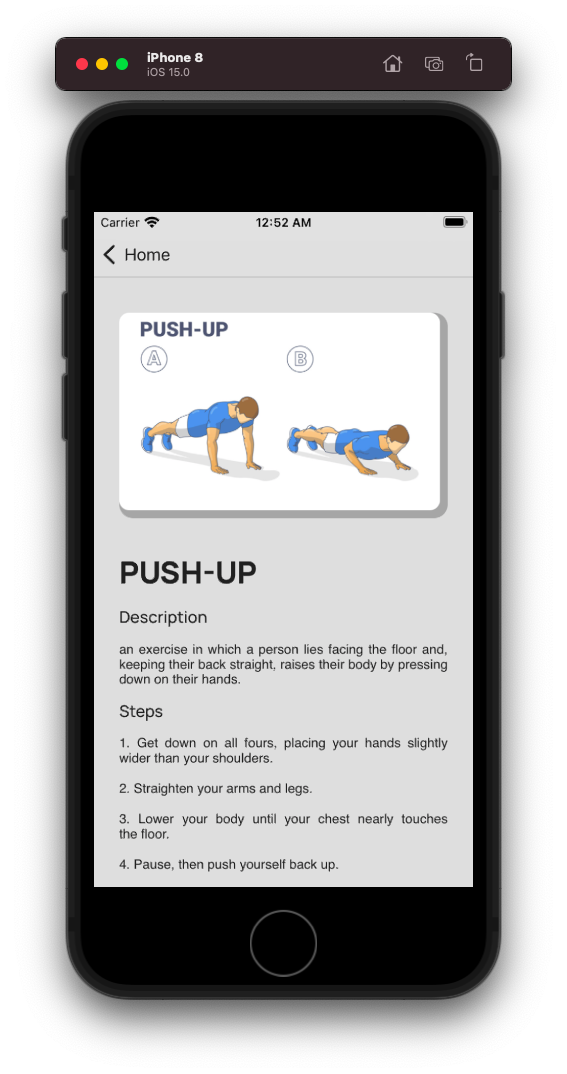 iPhone 8
iOS 15.0
Carrier
12:52 AM
Home
PUSH-UP
A
B
PUSH-UP
Description
an exercise in which a person lies facing the floor and,
keeping their back straight, raises their body by pressing
down on their hands.
Steps
1. Get down on all fours, placing your hands slightly
wider than your shoulders.
2. Straighten your arms and legs.
3. Lower your body until your chest nearly touches
the floor.
4. Pause, then push yourself back up.